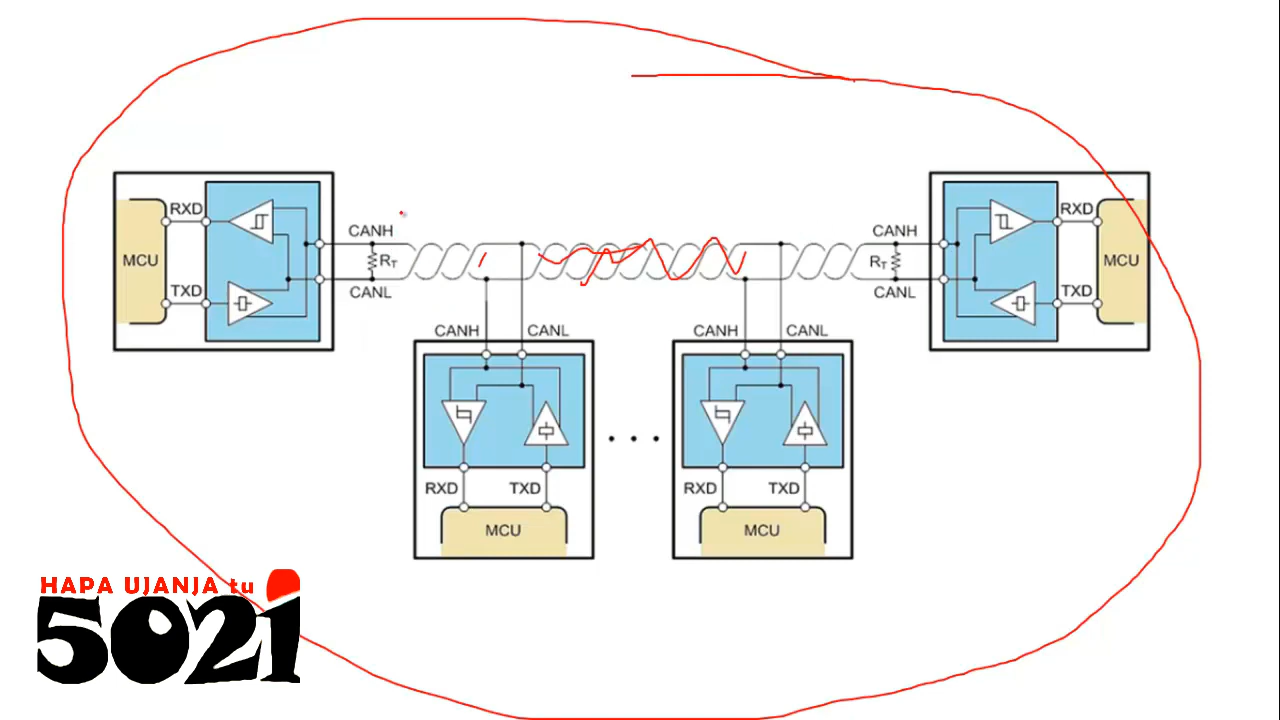 RXD
CANH
CANH
RXD
MCU
RT
RT
MCU
TXD
CANL
CANL
TXD
CANH
CANL
CANH
CANL
. . .
RXD
TXD
RXD
TXD
MCU
MCU
HAPA UJANJA tu
5021